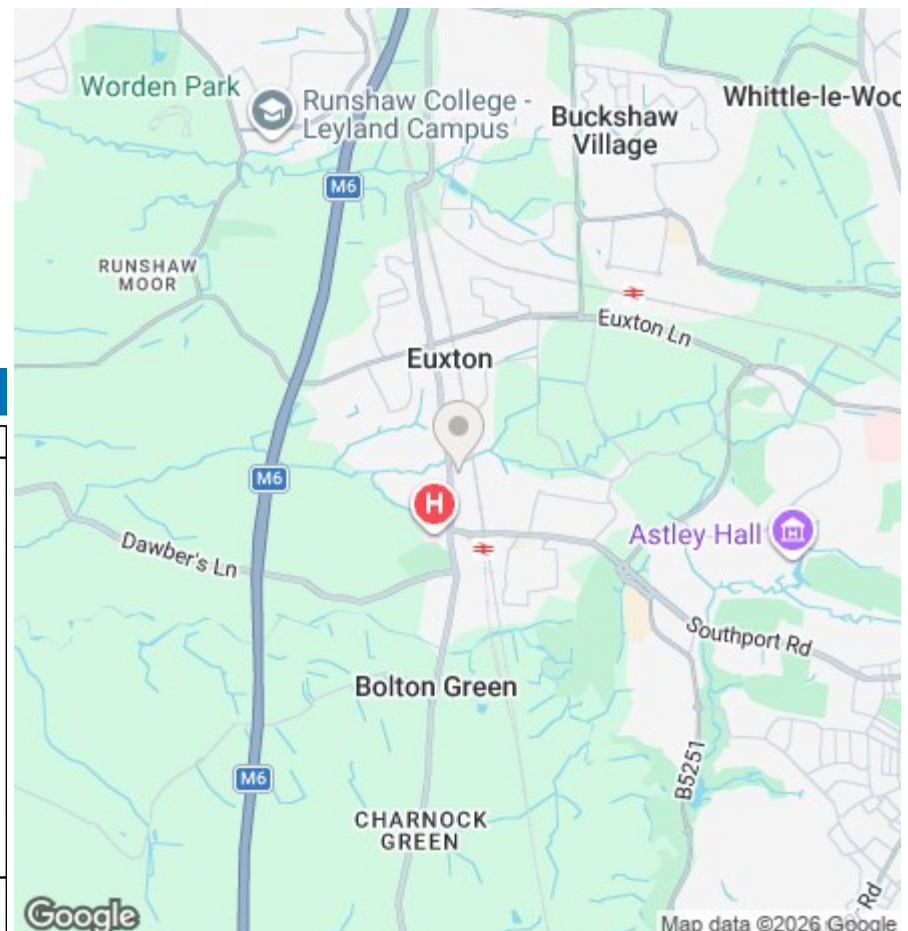 Worden Park
Runshaw College -
Leyland Campus
Buckshaw
Village
Whittle-le-Woo
M6
RUNSHAW
MOOR
Euxton Ln
Euxton
M6
H
Dawber's Ln
Astley Hall
Southport Rd
Bolton Green
B5251
M6
CHARNOCK
GREEN
Rd
Google
Map data ©2026 Google